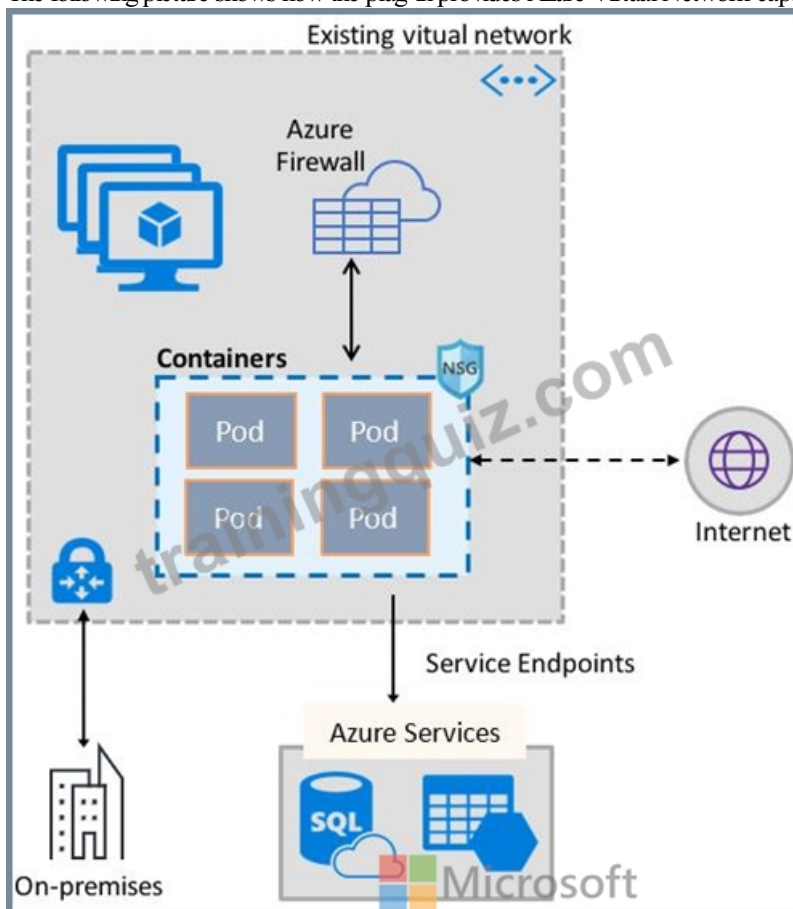 Existing vitual network
Azure
Firewall
Containers
NSG
Pod
Pod
Pod
Pod
trainingquiz.com
Internet
Service Endpoints
Azure Services
SQL
On-premises
Microsoft